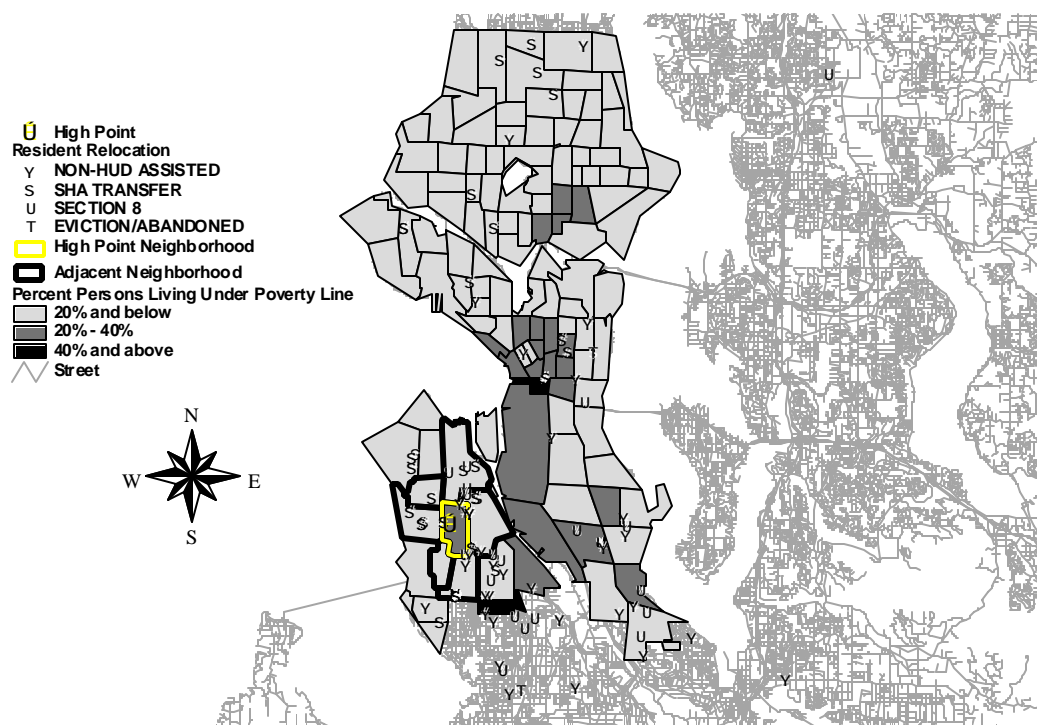 Ú High Point
Resident Relocation
Y NON-HUD ASSISTED
S SHA TRANSFER
U SECTION 8
T EVICTION/ABANDONED
High Point Neighborhood
Adjacent Neighborhood
Percent Persons Living Under Poverty Line
20% and below
20% - 40%
40% and above
Street
N
W E
S